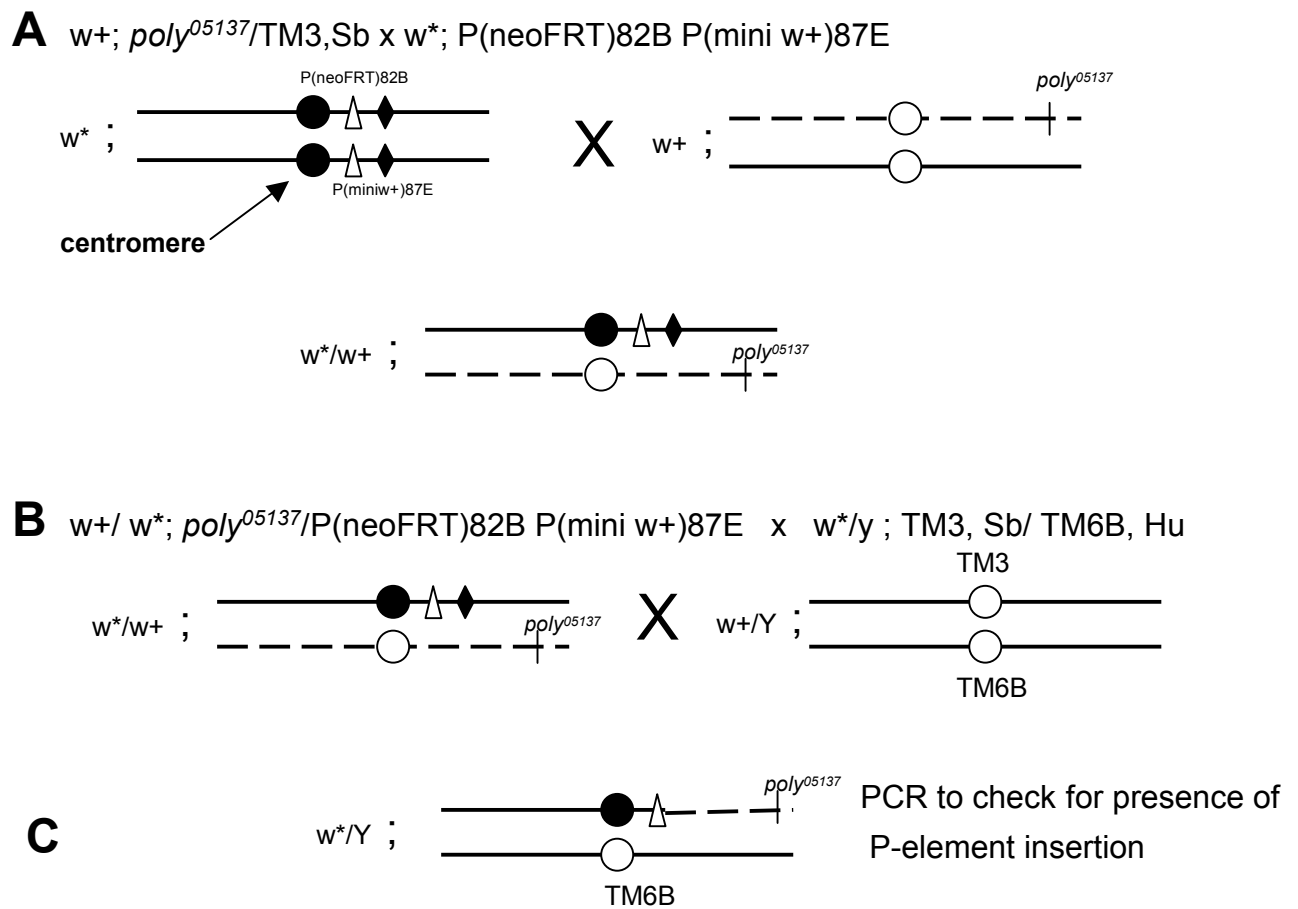 A w+; poly05137/TM3,Sb x w*; P(neoFRT)82B P(mini w+)87E
P(neoFRT)82B
poly05137
w* ;
X
w+ ;
P(miniw+)87E
centromere
w*/w+ ;
poly05137
B w+/ w*; poly05137/P(neoFRT)82B P(mini w+)87E x w*/y ; TM3, Sb/ TM6B, Hu
TM3
w*/w+ ;
poly05137
X
w+/Y ;
TM6B
C
w*/Y ;
poly05137
PCR to check for presence of
P-element insertion
TM6B